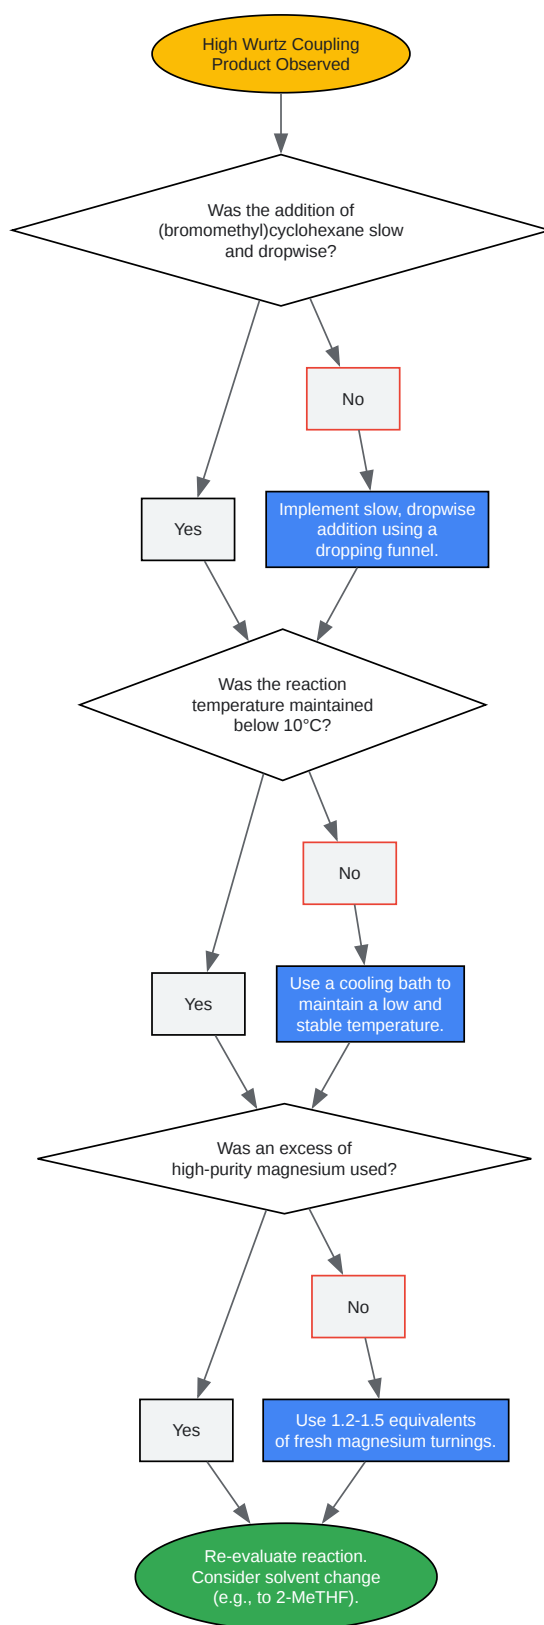 High Wurtz Coupling
Product Observed
Was the addition of
(bromomethyl)cyclohexane slow
and dropwise?
No
Yes
Implement slow, dropwise
addition using a
dropping funnel.
Was the reaction
temperature maintained
below 10°C?
No
Yes
Use a cooling bath to
maintain a low and
stable temperature.
Was an excess of
high-purity magnesium used?
No
Yes
Use 1.2-1.5 equivalents
of fresh magnesium turnings.
Re-evaluate reaction.
Consider solvent change
(e.g., to 2-MeTHF).